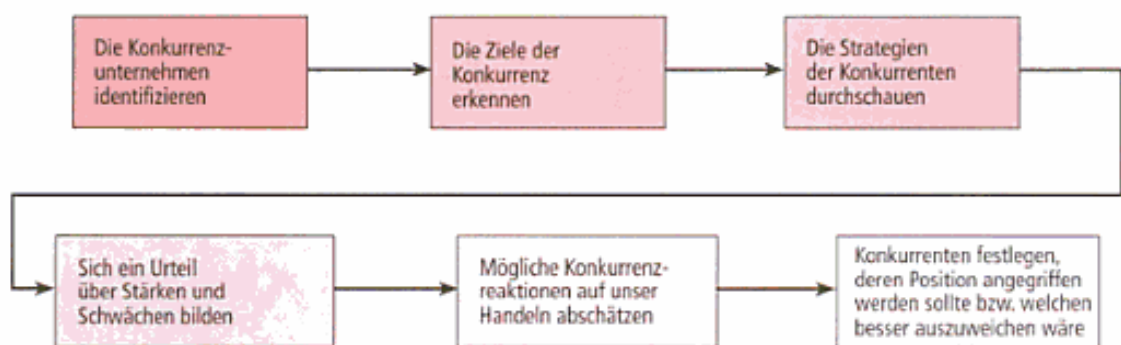 Die Konkurrenz-
unternehmen
identifizieren
Die Ziele der
Konkurrenz
erkennen
Die Strategien
der Konkurrenten
durchschauen
Sich ein Urteil
über Stärken und
Schwächen bilden
Mögliche Konkurrenz-
reaktionen auf unser
Handeln abschätzen
Konkurrenten festlegen,
deren Position angegriffen
werden sollte bzw. welchen
besser auszuweichen wäre